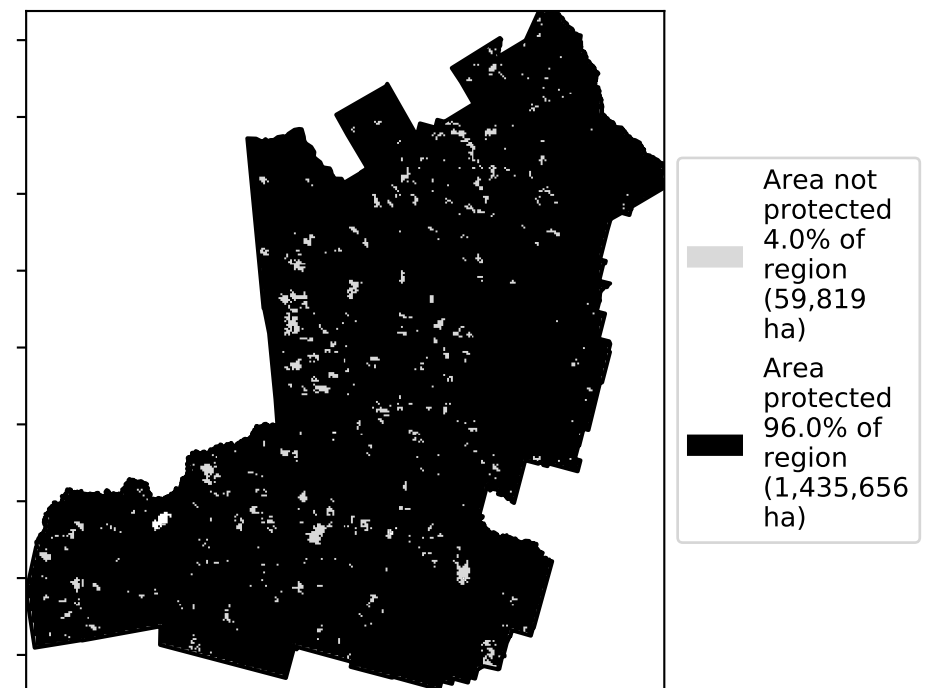 Area not
protected
4.0% of
region
(59,819
ha)
Area
protected
96.0% of
region
(1,435,656
ha)